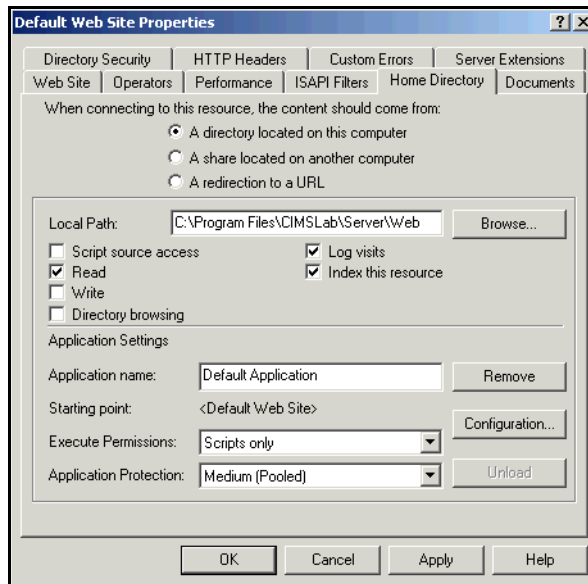 Default Web Site Properties
Directory Security HTTP Headers Custom Errors Server Extensions
Web Site Operators Performance ISAPI Filters Home Directory Documents
When connecting to this resource, the content should come from:
A directory located on this computer
A share located on another computer
A redirection to a URL
Local Path: C:\Program Files\CIMSLab\Server\Web Browse...
Script source access Log visits
Read Index this resource
Write
Directory browsing
Application Settings
Application name: Default Application Remove
Starting point: <Default Web Site>
Configuration...
Execute Permissions: Scripts only
Application Protection: Medium (Pooled) Unload
OK Cancel Apply Help